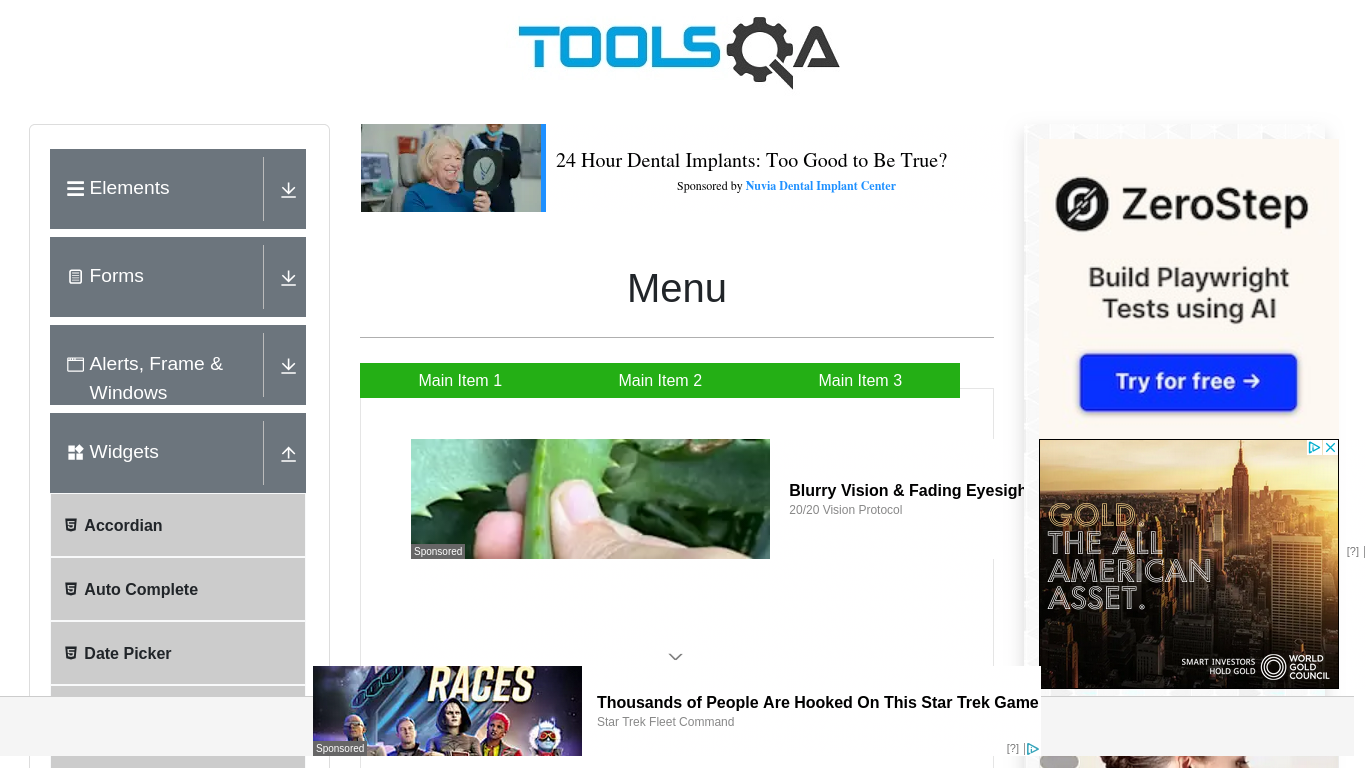 TOOLSQA
Elements
Forms
Alerts, Frame &
Windows
Widgets
Accordian
Auto Complete
Date Picker
24 Hour Dental Implants: Too Good to Be True?
Sponsored by Nuvia Dental Implant Center
Menu
Main Item 1
Main Item 2
Main Item 3
Sponsored
Blurry Vision & Fading Eyesigh
20/20 Vision Protocol
ZeroStep
Build Playwright
Tests using AI
Try for free →
GOLD.
THE ALL
AMERICAN
ASSET.
SMART INVESTORS
HOLD GOLD
WORLD
GOLD
COUNCIL
[?]
RACES
Sponsored
Thousands of People Are Hooked On This Star Trek Game
Star Trek Fleet Command
[?]